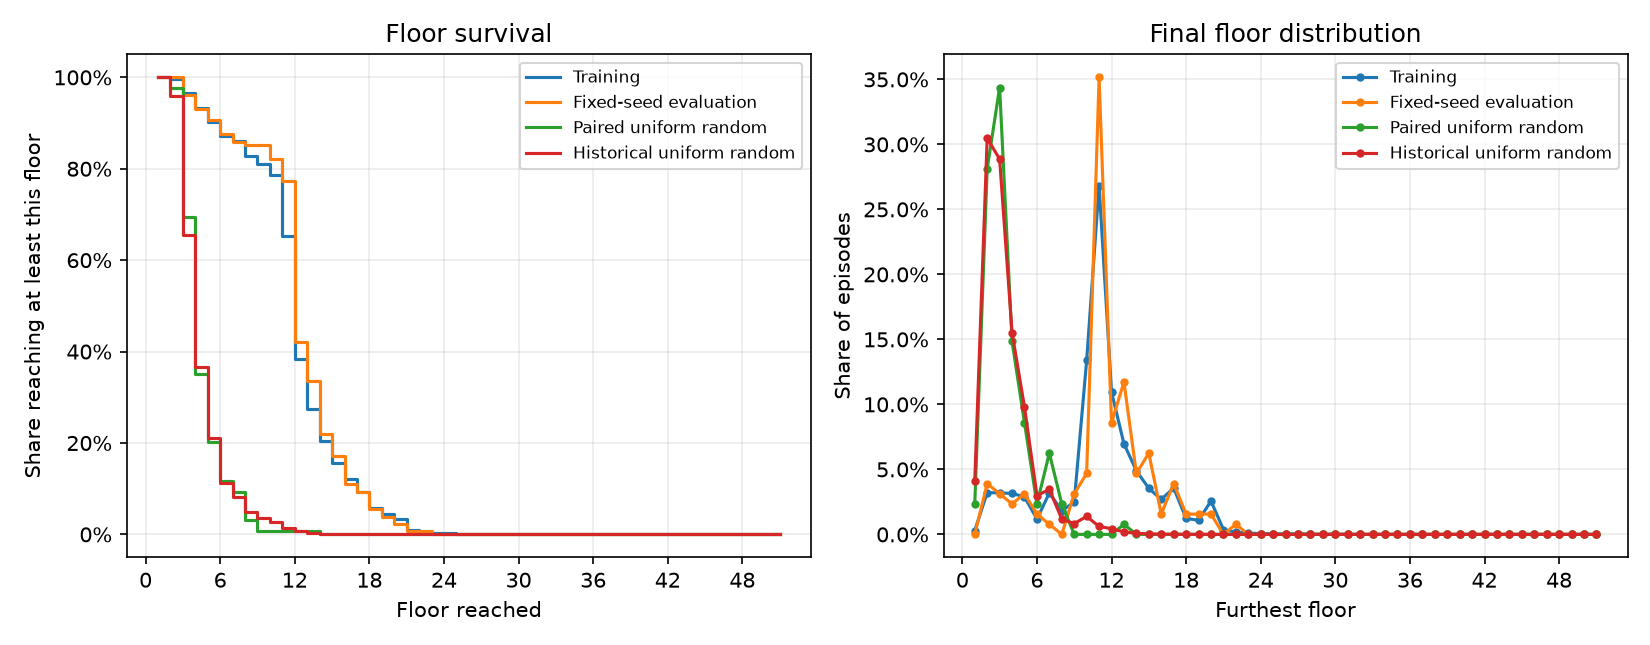 Floor survival
Share reaching at least this floor
100%
80%
60%
40%
20%
0%
Training
Fixed-seed evaluation
Paired uniform random
Historical uniform random
0 6 12 18 24 30 36 42 48
Floor reached
Final floor distribution
Share of episodes
35.0%
30.0%
25.0%
20.0%
15.0%
10.0%
5.0%
0.0%
Training
Fixed-seed evaluation
Paired uniform random
Historical uniform random
0 6 12 18 24 30 36 42 48
Furthest floor